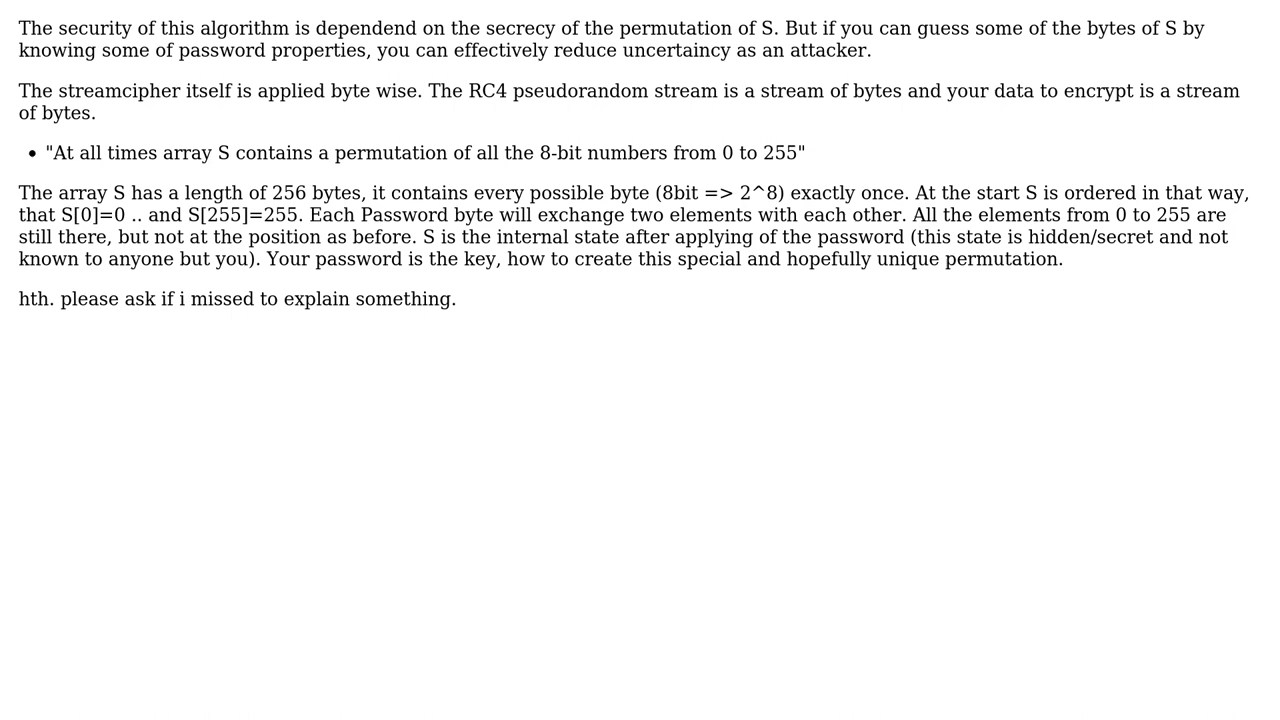 The security of this algorithm is dependend on the secrecy of the permutation of S. But if you can guess some of the bytes of S by
knowing some of password properties, you can effectively reduce uncertaincy as an attacker.
The streamcipher itself is applied byte wise. The RC4 pseudorandom stream is a stream of bytes and your data to encrypt is a stream
of bytes.
• "At all times array S contains a permutation of all the 8-bit numbers from 0 to 255"
The array S has a length of 256 bytes, it contains every possible byte (8bit => 2^8) exactly once. At the start S is ordered in that way,
that S[0]=0 .. and S[255]=255. Each Password byte will exchange two elements with each other. All the elements from 0 to 255 are
still there, but not at the position as before. S is the internal state after applying of the password (this state is hidden/secret and not
known to anyone but you). Your password is the key, how to create this special and hopefully unique permutation.
hth. please ask if i missed to explain something.